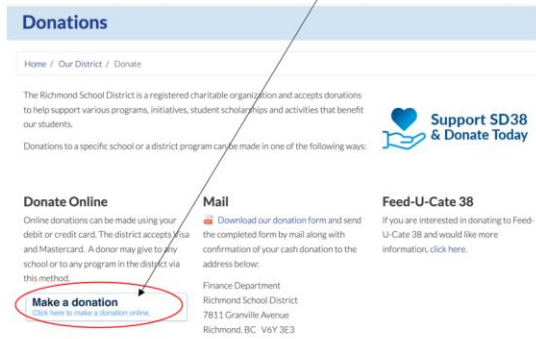 Donations
Home / Our District / Donate
The Richmond School District is a registered charitable organization and accepts donations
to help support various programs, initiatives, student scholarships and activities that benefit
our students.
Donations to a specific school or a district program can be made in one of the following ways:
Support SD38
& Donate Today
Donate Online
Online donations can be made using your
debit or credit card. The district accepts Visa
and Mastercard. A donor may give to any
school or to any program in the district via
this method.
Make a donation
Click here to make a donation online.
Mail
Download our donation form and send
the completed form by mail along with
confirmation of your cash donation to the
address below:
Finance Department
Richmond School District
7811 Granville Avenue
Richmond, BC V6Y 3E3
Feed-U-Cate 38
If you are interested in donating to Feed-
U-Cate 38 and would like more
information, click here.